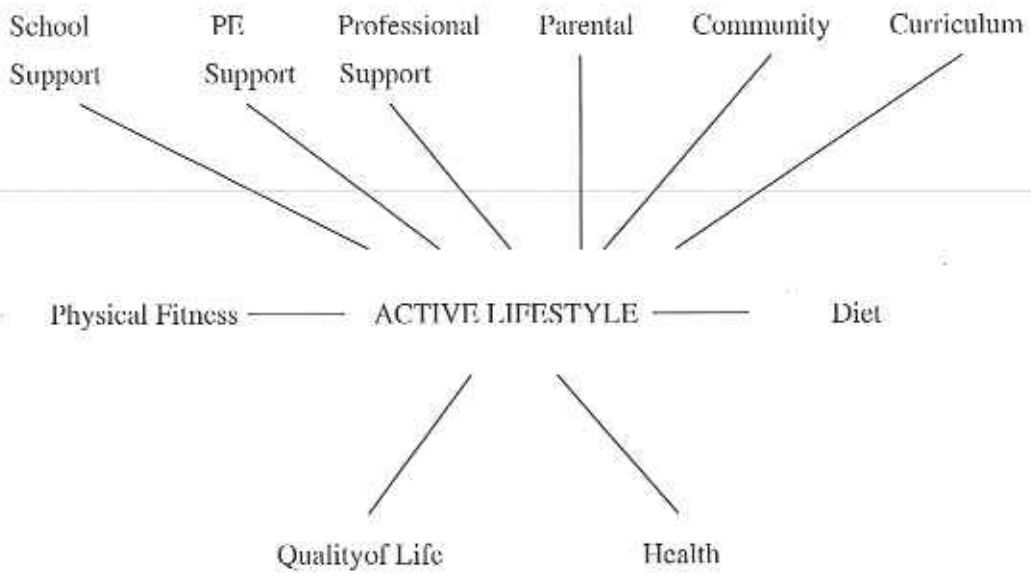 School PE Professional Parental Community Curriculum
Support Support Support
Physical Fitness ACTIVE LIFESTYLE Diet
Qualityof Life Health